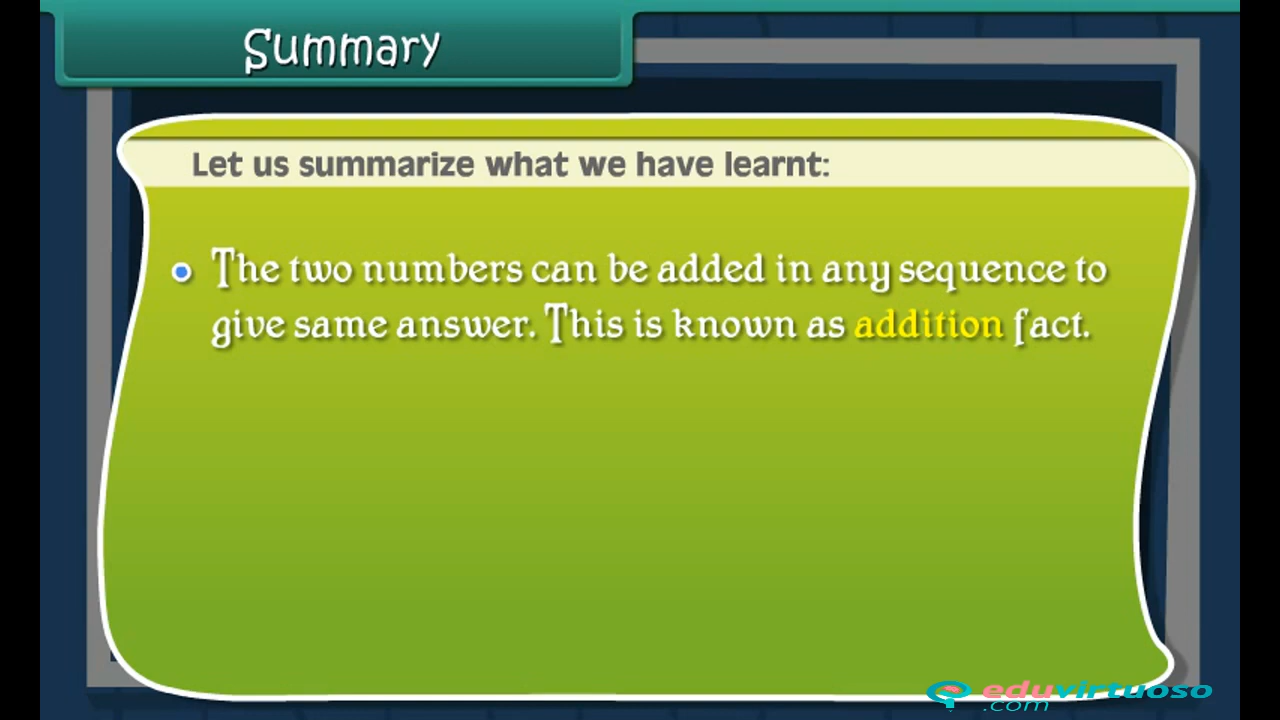 Summary
Let us summarize what we have learnt:
The two numbers can be added in any sequence to
give same answer. This is known as addition fact.
eduvirtuoso
.com